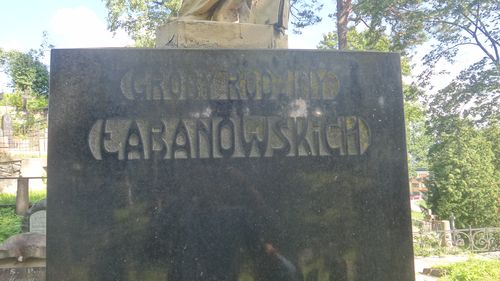 GROBY RODZINY
ŁABANOWSKICH
S. P.